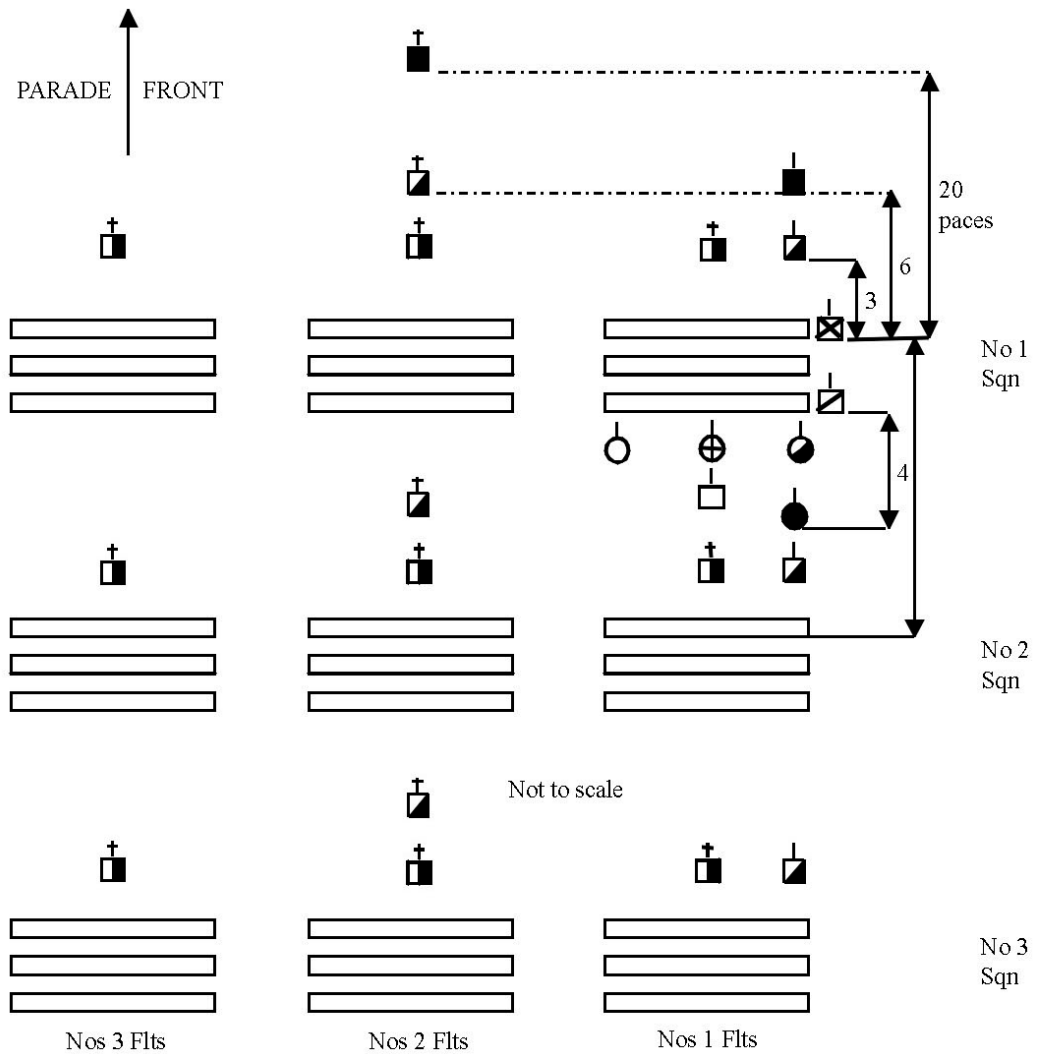 PARADE FRONT
20
paces
6
3
No 1
Sqn
4
No 2
Sqn
Not to scale
No 3
Sqn
Nos 3 Flts Nos 2 Flts Nos 1 Flts